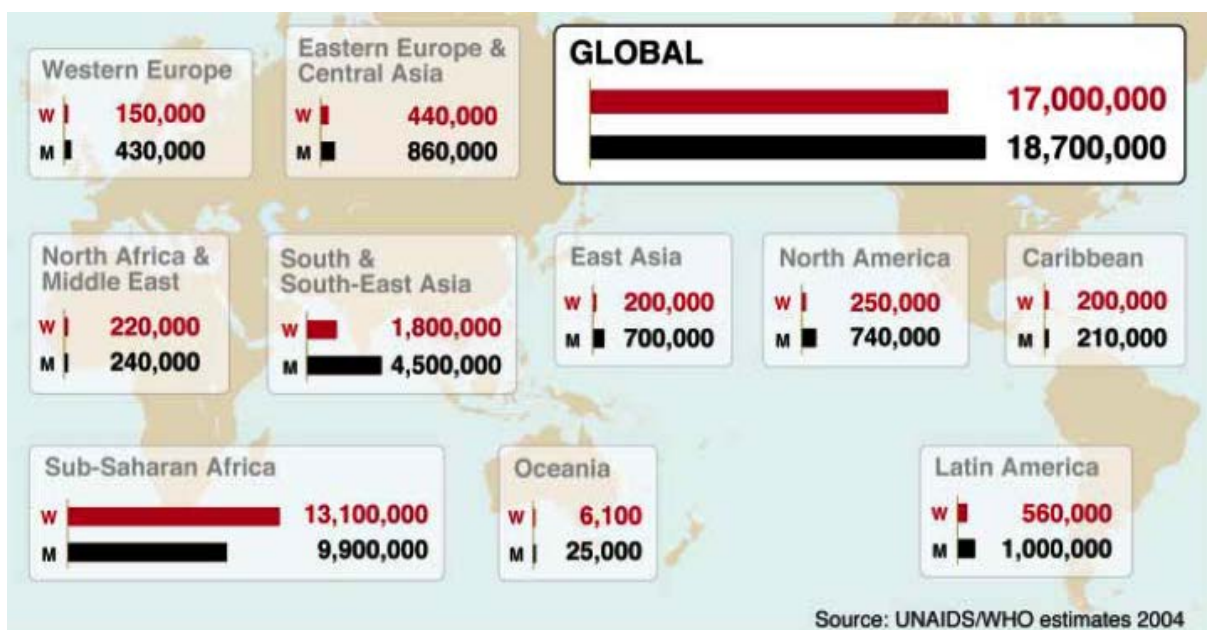 Western Europe
W 150,000
M 430,000
Eastern Europe &
Central Asia
W 440,000
M 860,000
GLOBAL
17,000,000
18,700,000
North Africa &
Middle East
W 220,000
M 240,000
South &
South-East Asia
W 1,800,000
M 4,500,000
East Asia
W 200,000
M 700,000
North America
W 250,000
M 740,000
Caribbean
W 200,000
M 210,000
Sub-Saharan Africa
W 13,100,000
M 9,900,000
Oceania
W 6,100
M 25,000
Latin America
W 560,000
M 1,000,000
Source: UNAIDS/WHO estimates 2004